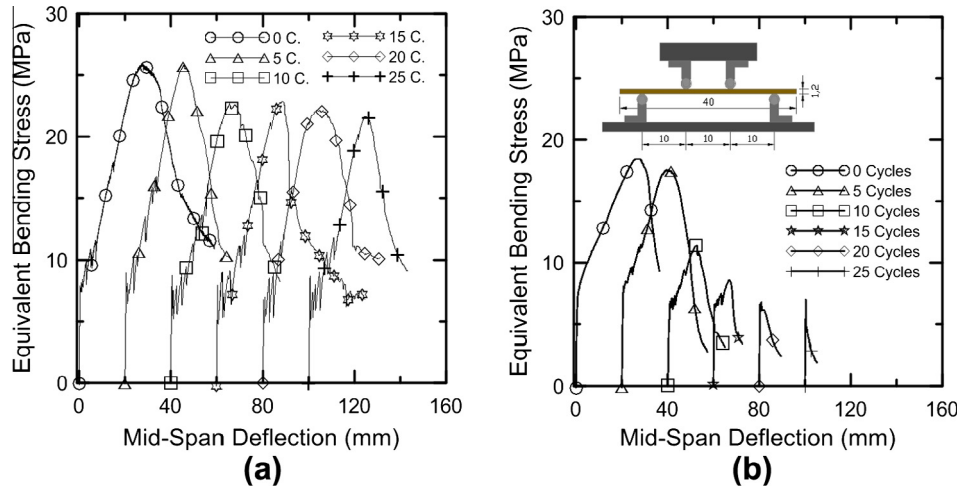 30
20
10
0
0
40
80
120
160
Equivalent Bending Stress (MPa)
Mid-Span Deflection (mm)
0 C.
5 C.
10 C.
15 C.
20 C.
25 C.
(a)
30
20
10
0
0
40
80
120
160
Equivalent Bending Stress (MPa)
Mid-Span Deflection (mm)
40
1,2
10
10
10
0 Cycles
5 Cycles
10 Cycles
15 Cycles
20 Cycles
25 Cycles
(b)